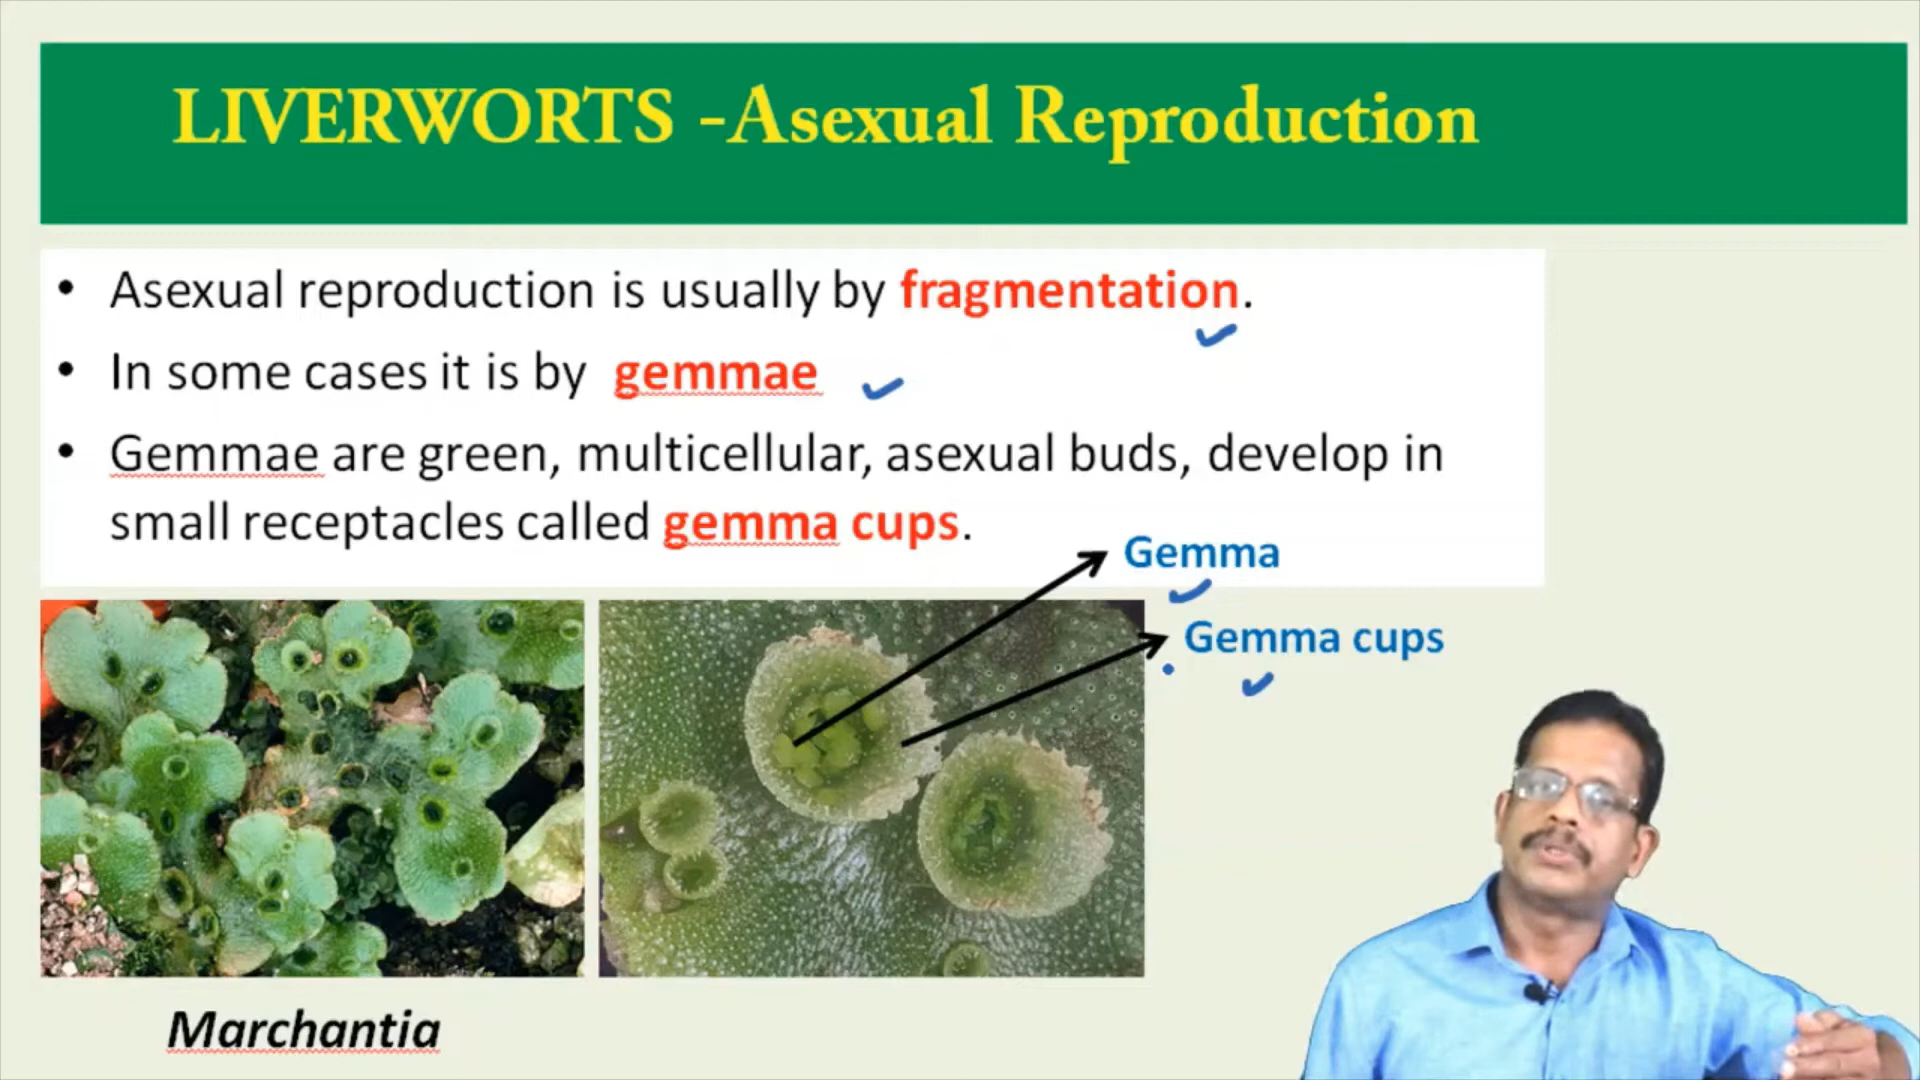 LIVERWORTS -Asexual Reproduction
• Asexual reproduction is usually by fragmentation.
• In some cases it is by gemmae
• Gemmae are green, multicellular, asexual buds, develop in
small receptacles called gemma cups.
Gemma
Gemma cups
Marchantia